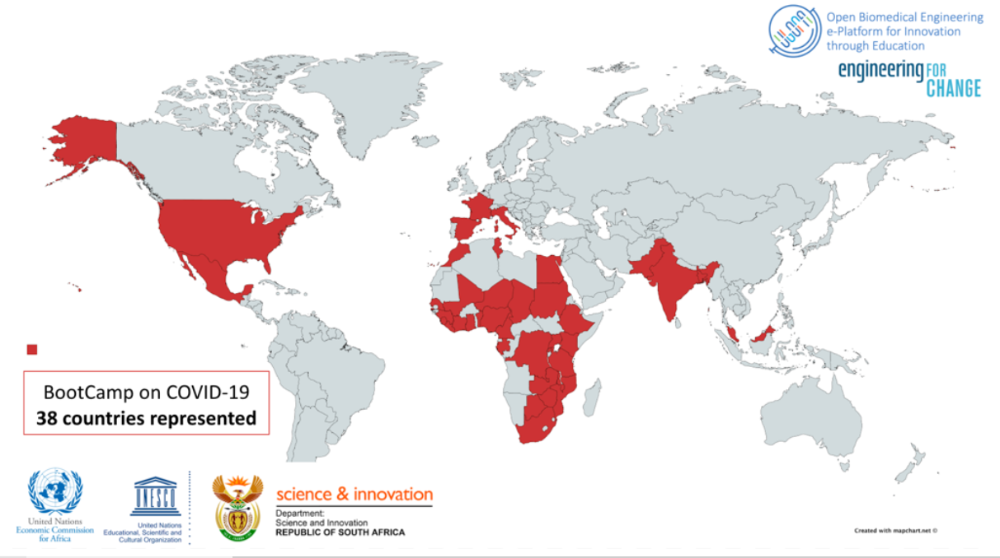 Open Biomedical Engineering
e-Platform for Innovation
through Education
engineering FOR
CHANGE
BootCamp on COVID-19
38 countries represented
United Nations
Economic Commission
for Africa
UNESCO
United Nations
Educational, Scientific and
Cultural Organization
science & innovation
Department:
Science and Innovation
REPUBLIC OF SOUTH AFRICA
Created with mapchart.net ©